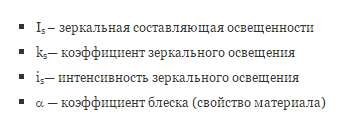 ▪ Is – зеркальная составляющая освещенности
▪ ks— коэффициент зеркального освещения
▪ is— интенсивность зеркального освещения
▪ α — коэффициент блеска (свойство материала)